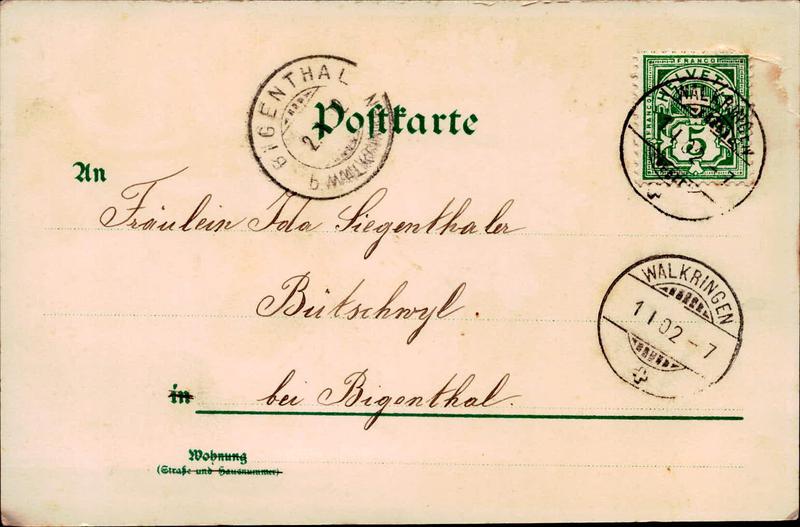 BIGENTHAL
Postkarte
FRANCO
HELVETIA
WALKRINGEN
5
An
Fräulein Ida Siegenthaler
Bütschwyl.
WALKRINGEN
1 I 02 - 7
in
bei Bigenthal.
Wohnung
(Straße und Hausnummer)